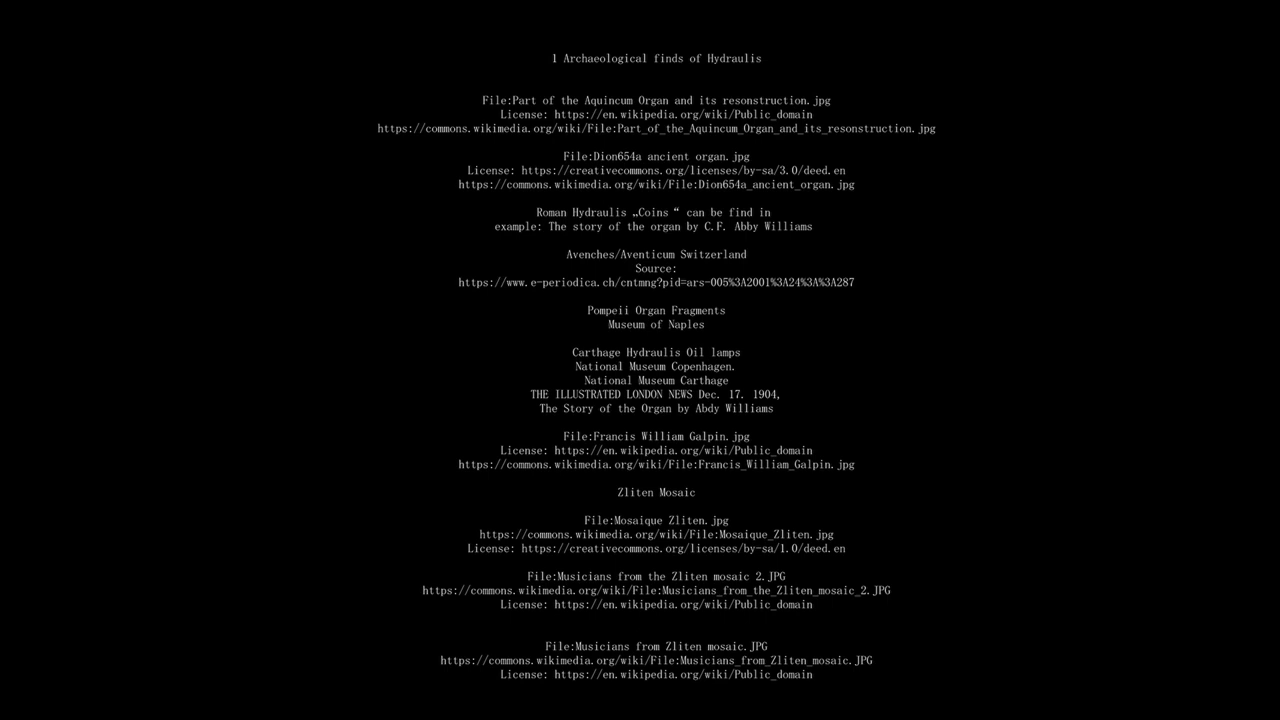 1 Archaeological finds of Hydraulis
File:Part of the Aquincum Organ and its resonstruction.jpg
License: https://en.wikipedia.org/wiki/Public_domain
https://commons.wikimedia.org/wiki/File:Part_of_the_Aquincum_Organ_and_its_resonstruction.jpg
File:Dion654a ancient organ.jpg
License: https://creativecommons.org/licenses/by-sa/3.0/deed.en
https://commons.wikimedia.org/wiki/File:Dion654a_ancient_organ.jpg
Roman Hydraulis „Coins “ can be find in
example: The story of the organ by C.F. Abby Williams
Avenches/Aventicum Switzerland
Source:
https://www.e-periodica.ch/cntmng?pid=ars-005%3A2001%3A24%3A%3A287
Pompeii Organ Fragments
Museum of Naples
Carthage Hydraulis Oil lamps
National Museum Copenhagen.
National Museum Carthage
THE ILLUSTRATED LONDON NEWS Dec. 17. 1904,
The Story of the Organ by Abdy Williams
File:Francis William Galpin.jpg
License: https://en.wikipedia.org/wiki/Public_domain
https://commons.wikimedia.org/wiki/File:Francis_William_Galpin.jpg
Zliten Mosaic
File:Mosaique Zliten.jpg
https://commons.wikimedia.org/wiki/File:Mosaique_Zliten.jpg
License: https://creativecommons.org/licenses/by-sa/1.0/deed.en
File:Musicians from the Zliten mosaic 2.JPG
https://commons.wikimedia.org/wiki/File:Musicians_from_the_Zliten_mosaic_2.JPG
License: https://en.wikipedia.org/wiki/Public_domain
File:Musicians from Zliten mosaic.JPG
https://commons.wikimedia.org/wiki/File:Musicians_from_Zliten_mosaic.JPG
License: https://en.wikipedia.org/wiki/Public_domain